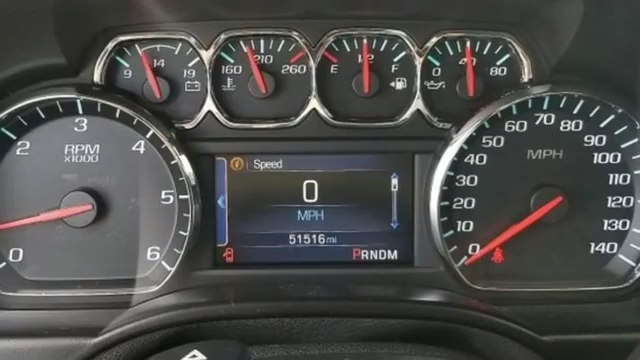 9 14 19
160 210 260
E 1/2 F
0 40 80
0 2 3 4 5 6
RPM
x1000
Speed
0
MPH
51516 mi
PRNDM
0 10 20 30 40 50 60 70 80 90 100 110 120 130 140
MPH